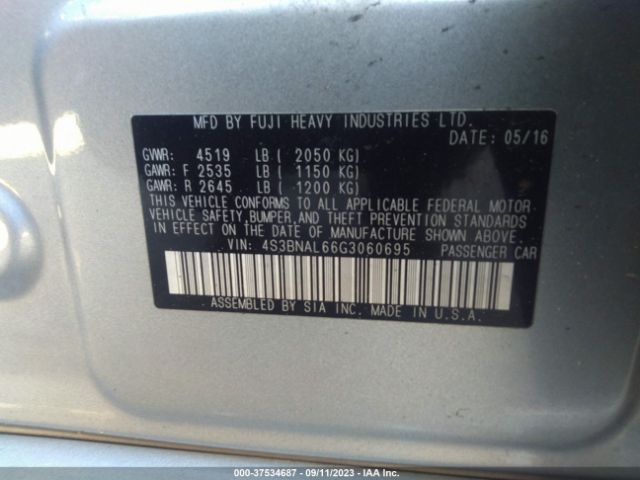 MFD BY FUJI HEAVY INDUSTRIES LTD.
DATE: 05/16
GVWR: 4519 LB ( 2050 KG)
GAWR: F 2535 LB ( 1150 KG)
GAWR: R 2645 LB ( 1200 KG)
THIS VEHICLE CONFORMS TO ALL APPLICABLE FEDERAL MOTOR
VEHICLE SAFETY, BUMPER, AND THEFT PREVENTION STANDARDS
IN EFFECT ON THE DATE OF MANUFACTURE SHOWN ABOVE.
VIN: 4S3BNAL66G3060695 PASSENGER CAR
ASSEMBLED BY SIA INC. MADE IN U.S.A.
000-37534687 - 09/11/2023 - IAA Inc.